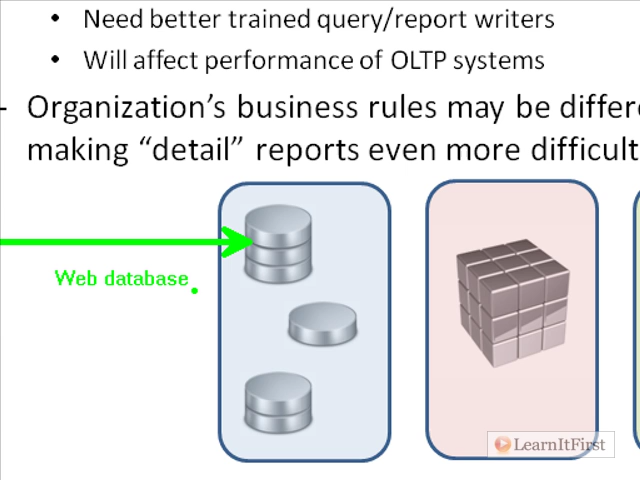 • Need better trained query/report writers
• Will affect performance of OLTP systems
- Organization's business rules may be differe
making “detail” reports even more difficult
Web database
LearnItFirst